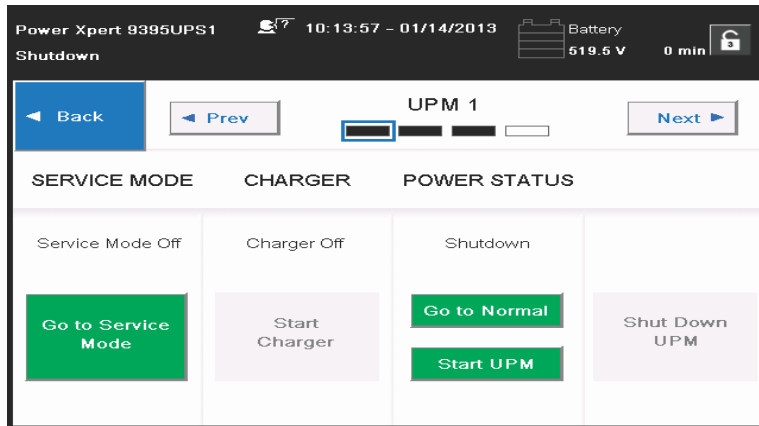 Power Xpert 9395UPS1
? 10:13:57 - 01/14/2013
Battery
Shutdown
519.5 V 0 min
3
◄ Back
◄ Prev
UPM 1
Next ►
SERVICE MODE CHARGER POWER STATUS
Service Mode Off Charger Off Shutdown
Go to Service
Mode
Start
Charger
Go to Normal
Start UPM
Shut Down
UPM